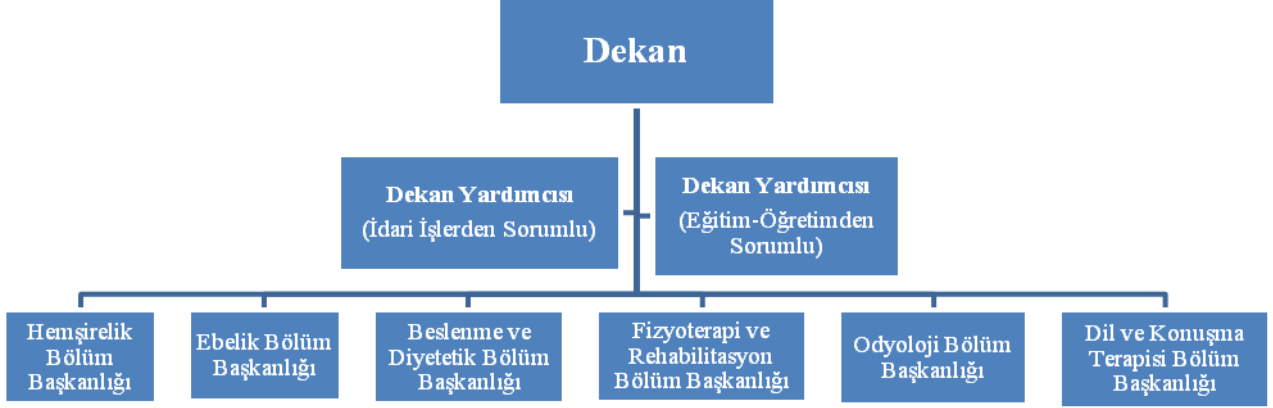 Dekan
Dekan Yardımcısı
(İdari İşlerden Sorumlu)
Dekan Yardımcısı
(Eğitim-Öğretimden
Sorumlu)
Hemşirelik
Bölüm
Başkanlığı
Ebelik Bölüm
Başkanlığı
Beslenme ve
Diyetetik Bölüm
Başkanlığı
Fizyoterapi ve
Rehabilitasyon
Bölüm Başkanlığı
Odyoloji Bölüm
Başkanlığı
Dil ve Konuşma
Terapisi Bölüm
Başkanlığı